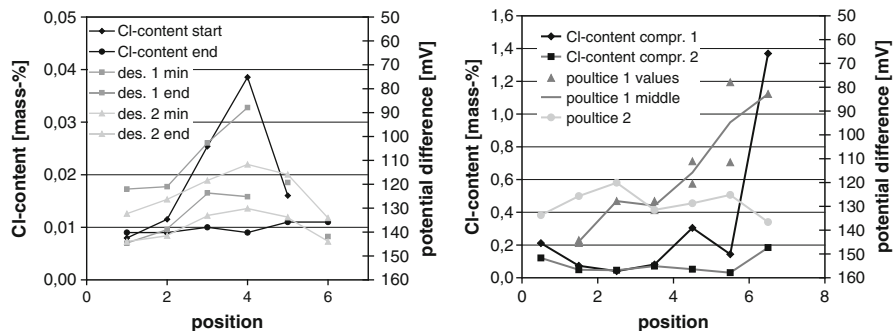 0,05
0,04
0,03
0,02
0,01
0,00
Cl-content [mass-%]
Cl-content start
Cl-content end
des. 1 min
des. 1 end
des. 2 min
des. 2 end
50
60
70
80
90
100
110
120
130
140
150
160
potential difference [mV]
0
2
4
6
position
1,6
1,4
1,2
1,0
0,8
0,6
0,4
0,2
0,0
Cl-content [mass-%]
Cl-content compr. 1
Cl-content compr. 2
poultice 1 values
poultice 1 middle
poultice 2
50
60
70
80
90
100
110
120
130
140
150
160
potential difference [mV]
0
2
4
6
8
position